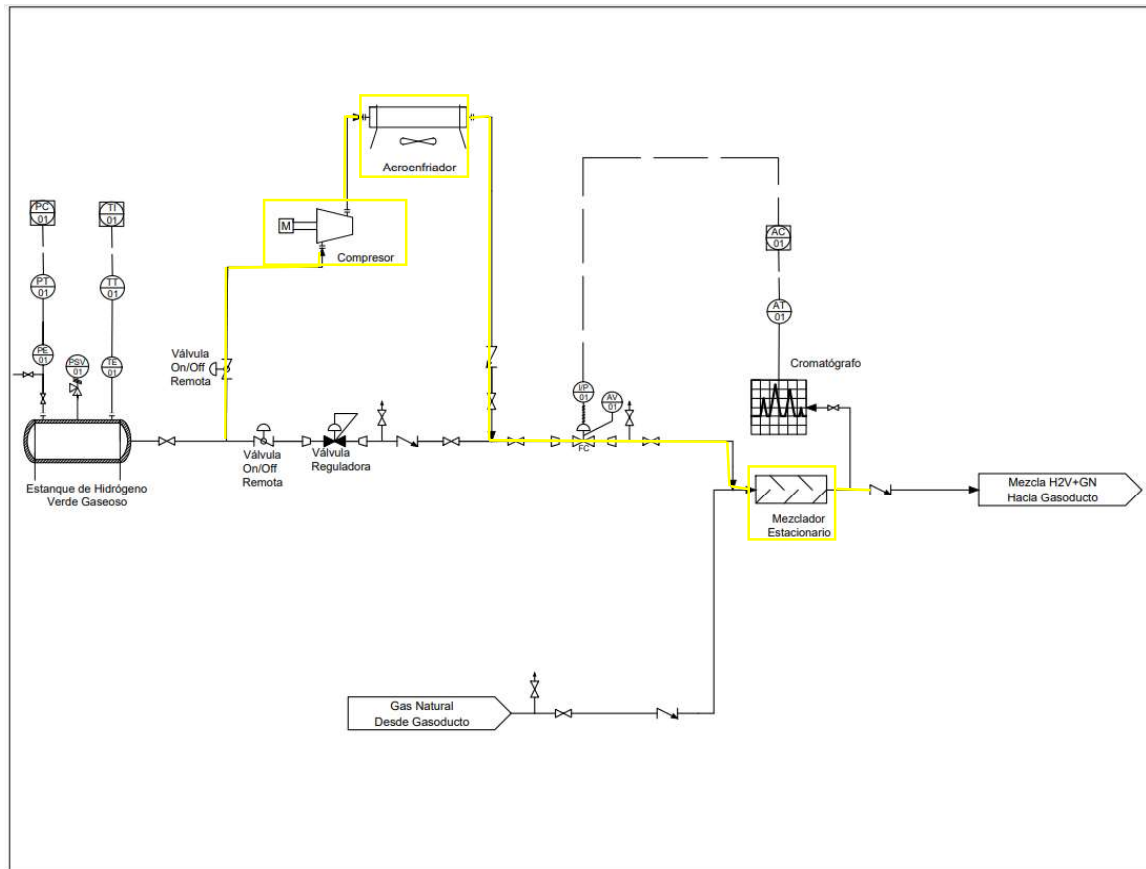 Aeroenfriador
M
Compresor
PC
01
TI
01
PT
01
TT
01
PE
01
PSV
01
TE
01
Válvula
On/Off
Remota
Estanque de Hidrógeno
Verde Gaseoso
Válvula
On/Off
Remota
Válvula
Reguladora
I/P
01
AV
01
FC
AC
01
AT
01
Cromatógrafo
Mezclador
Estacionario
Mezcla H2V+GN
Hacia Gasoducto
Gas Natural
Desde Gasoducto